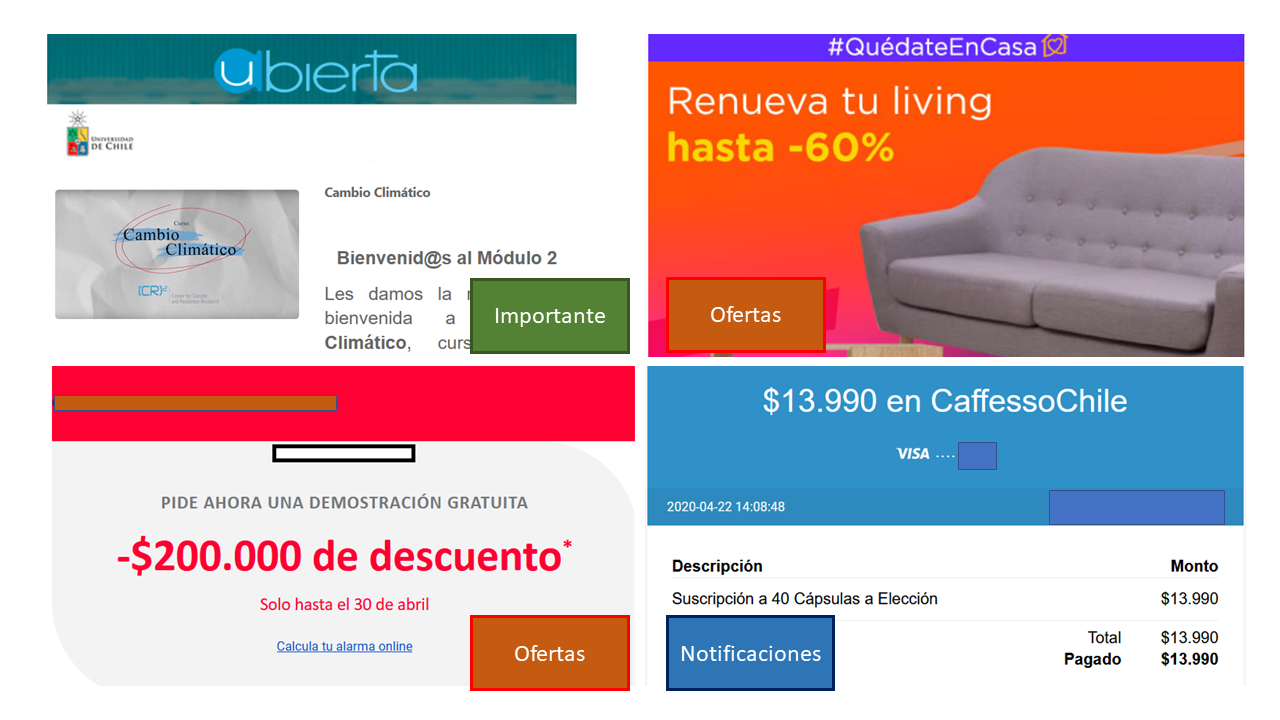 ubierta
UNIVERSIDAD
DE CHILE
Curso
Cambio
Climático
(CR)2
Center for Climate
and Resilience Research
Cambio Climático
Bienvenid@s al Módulo 2
Les damos la
bienvenida a
Climático, curs
Importante
#QuédateEnCasa
Renueva tu living
hasta -60%
Ofertas
PIDE AHORA UNA DEMOSTRACIÓN GRATUITA
-$200.000 de descuento*
Solo hasta el 30 de abril
Calcula tu alarma online
Ofertas
$13.990 en CaffessoChile
VISA ....
2020-04-22 14:08:48
Descripción Monto
Suscripción a 40 Cápsulas a Elección $13.990
Total $13.990
Pagado $13.990
Notificaciones